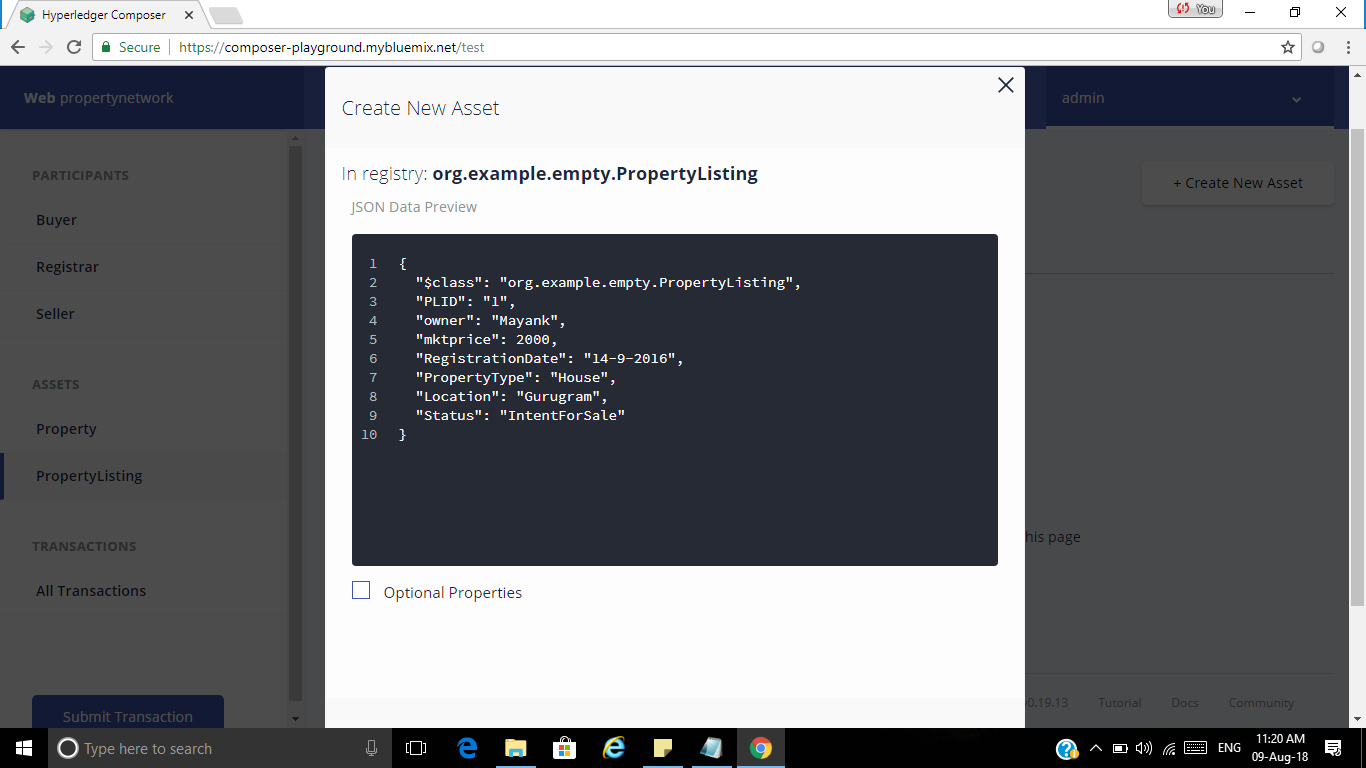 Hyperledger Composer
You
Secure
https://composer-playground.mybluemix.net/test
Web propertynetwork
admin
Create New Asset
PARTICIPANTS
Buyer
Registrar
Seller
ASSETS
Property
PropertyListing
TRANSACTIONS
All Transactions
Submit Transaction
In registry: org.example.empty.PropertyListing
JSON Data Preview
1 {
2 "$class": "org.example.empty.PropertyListing",
3 "PLID": "1",
4 "owner": "Mayank",
5 "mktprice": 2000,
6 "RegistrationDate": "14-9-2016",
7 "PropertyType": "House",
8 "Location": "Gurugram",
9 "Status": "IntentForSale"
10 }
Optional Properties
+ Create New Asset
his page
0.19.13 Tutorial Docs Community
Type here to search
ENG
11:20 AM
09-Aug-18